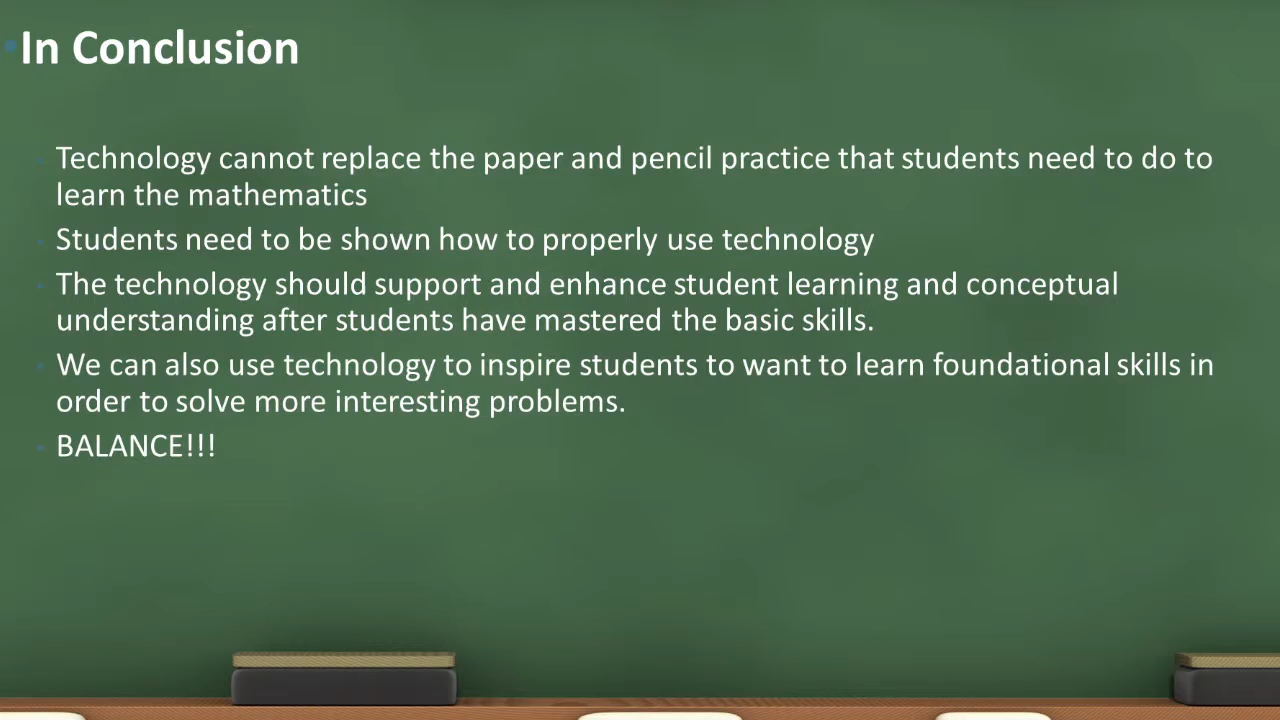 In Conclusion
Technology cannot replace the paper and pencil practice that students need to do to
learn the mathematics
Students need to be shown how to properly use technology
The technology should support and enhance student learning and conceptual
understanding after students have mastered the basic skills.
We can also use technology to inspire students to want to learn foundational skills in
order to solve more interesting problems.
BALANCE!!!